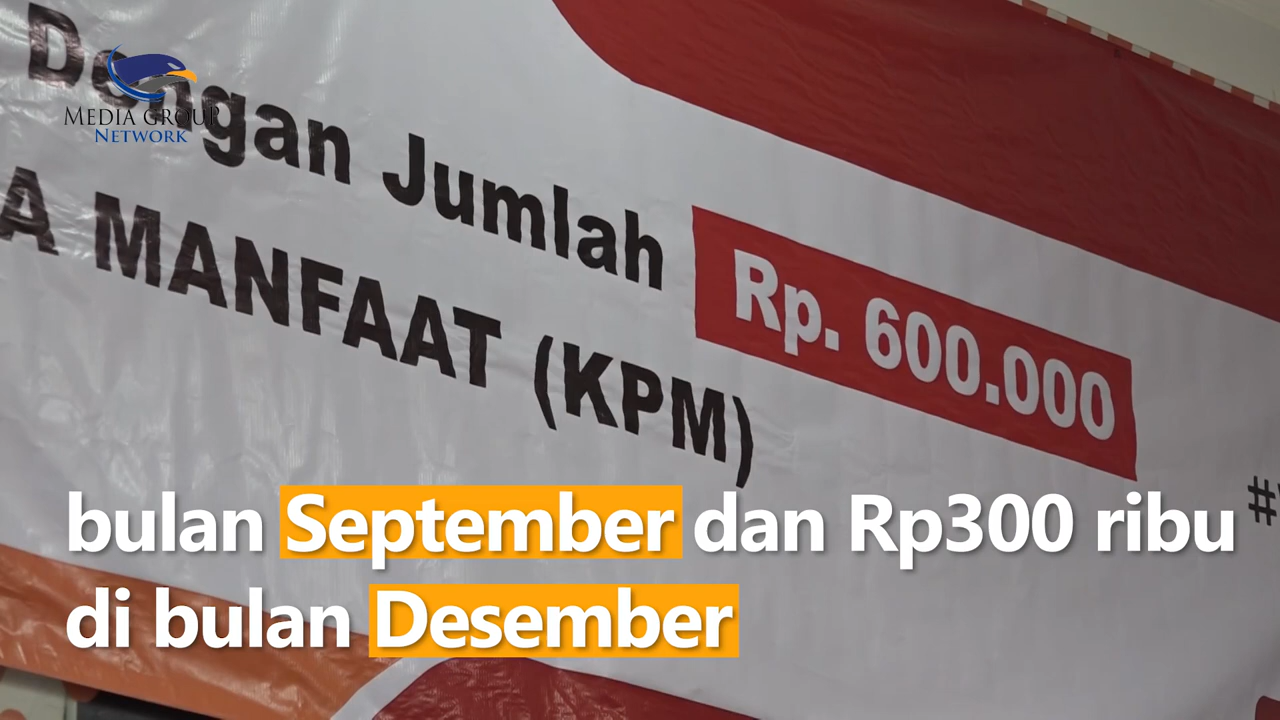 MEDIA GROUP
NETWORK
Dengan Jumlah Rp. 600.000
A MANFAAT (KPM)
bulan September dan Rp300 ribu
di bulan Desember